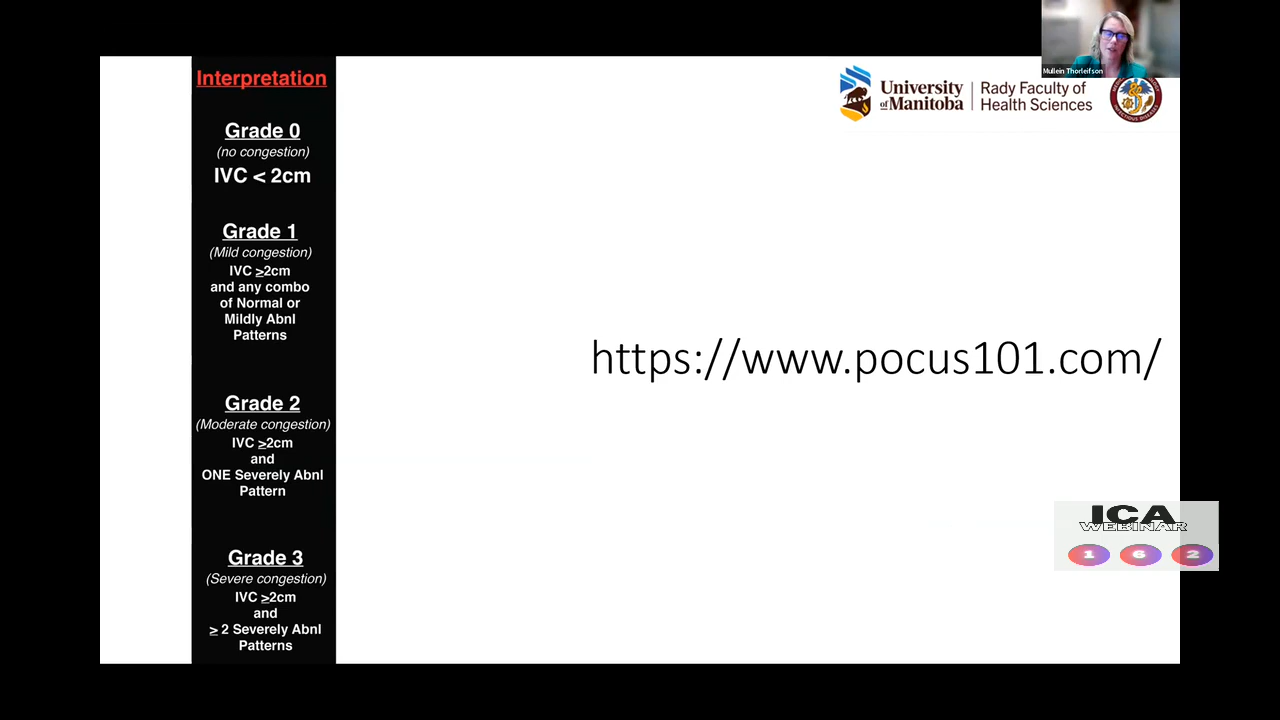 Interpretation
Grade 0
(no congestion)
IVC < 2cm
Grade 1
(Mild congestion)
IVC ≥2cm
and any combo
of Normal or
Mildly Abnl
Patterns
Grade 2
(Moderate congestion)
IVC ≥2cm
and
ONE Severely Abnl
Pattern
Grade 3
(Severe congestion)
IVC ≥2cm
and
≥ 2 Severely Abnl
Patterns
University
of Manitoba
Rady Faculty of
Health Sciences
Mullein Thorleifson
https://www.pocus101.com/
ICA
WEBINAR
1 6 2